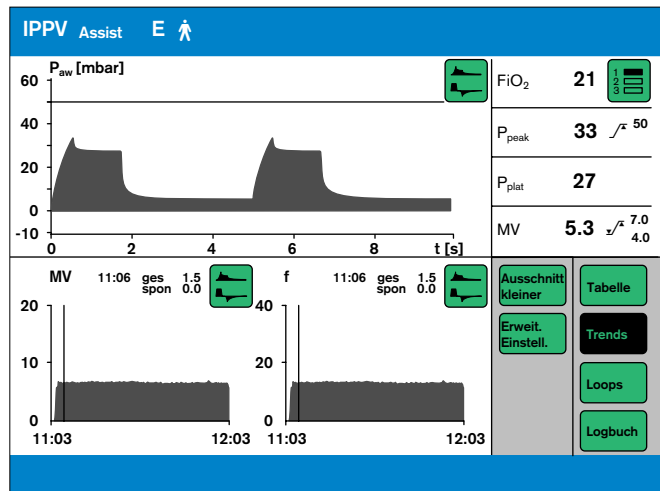 IPPV Assist E
P_aw [mbar]
60
40
20
0
-10
0 2 4 6 8 t [s]
FiO₂ 21
1
2
3
P_peak 33 50
P_plat 27
MV 5.3 7.0
4.0
MV 11:06 ges 1.5
spon 0.0
20
10
0
11:03 12:03
f 11:06 ges 1.5
spon 0.0
40
20
0
11:03 12:03
Ausschnitt
kleiner
Erweit.
Einstell.
Tabelle
Trends
Loops
Logbuch